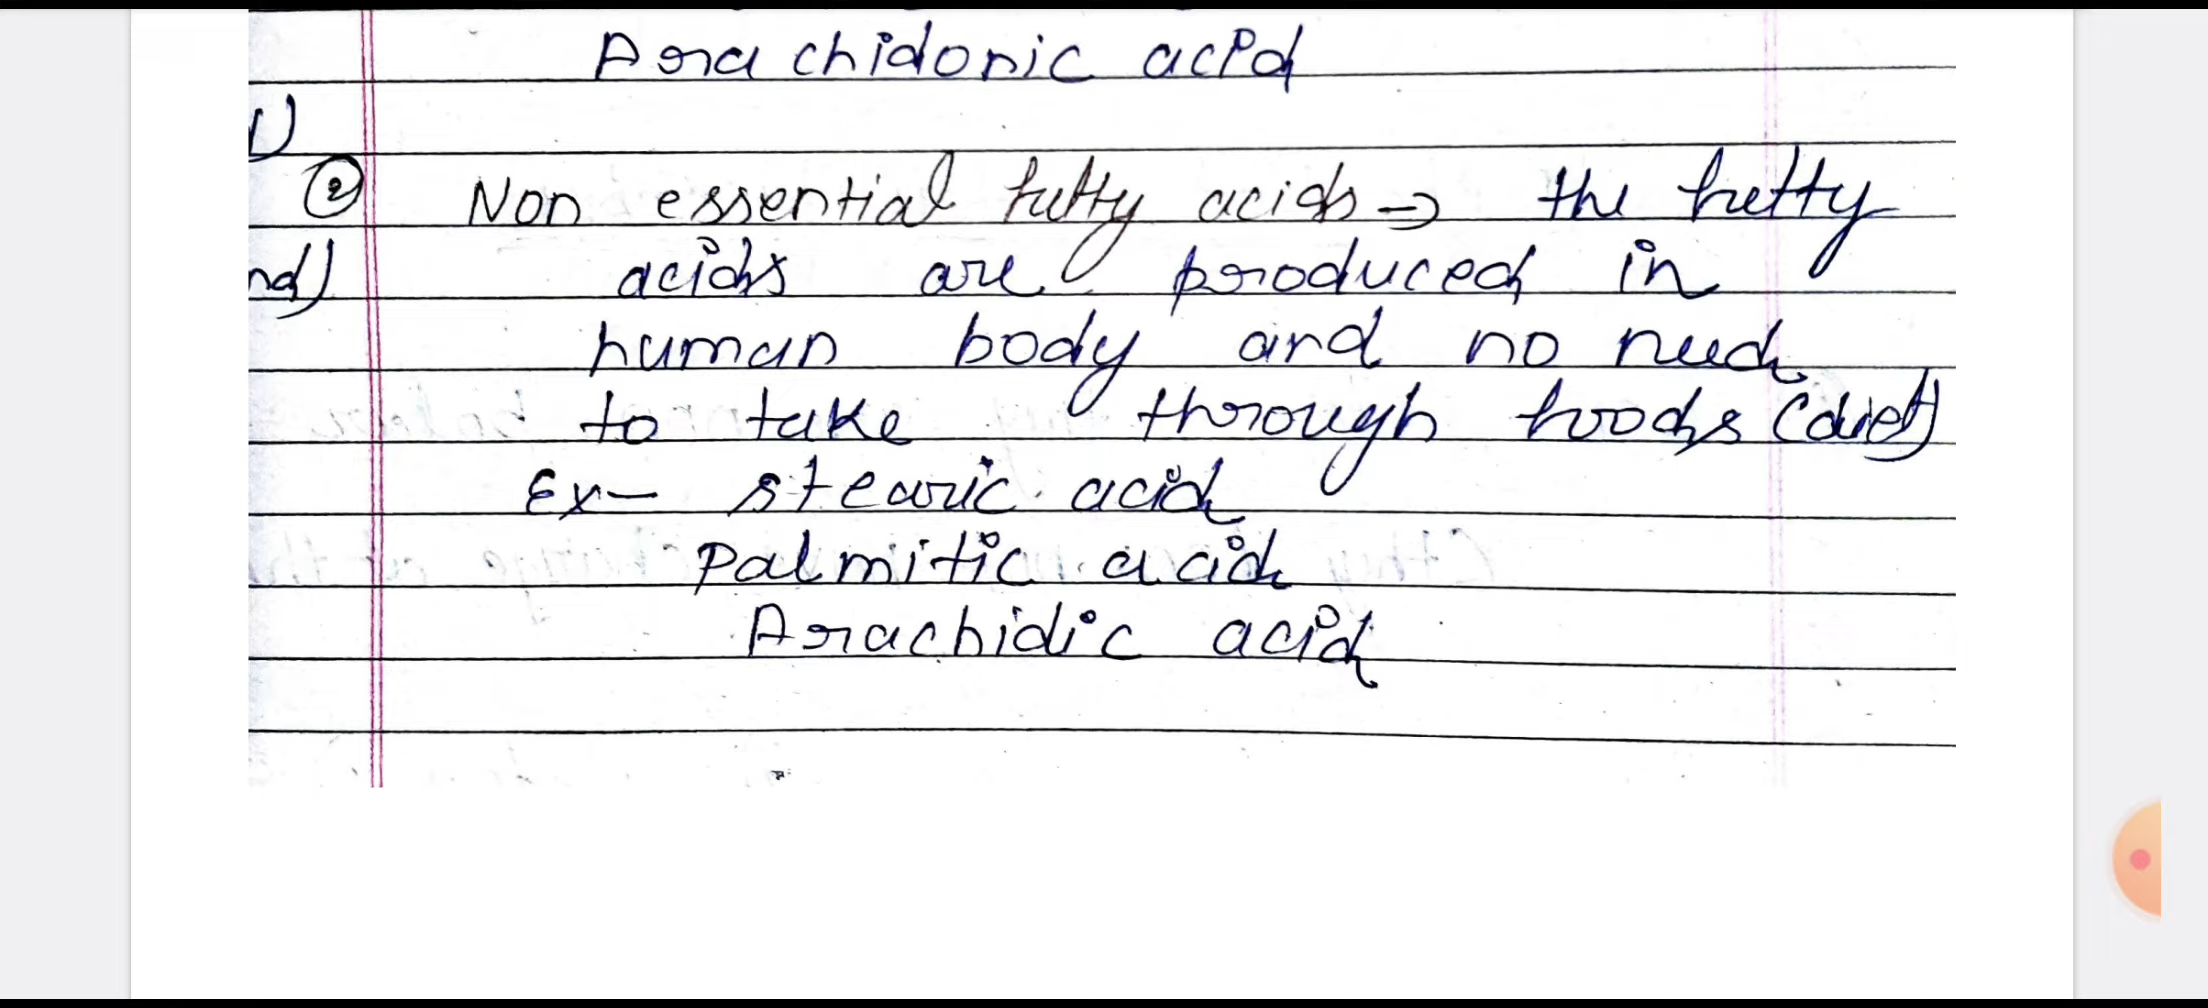 Arachidonic acid
1)
② Non essential fatty acids → the fatty
nd) acids are produced in
human body and no need
to take through foods (diet)
Ex- stearic acid
Palmitic acid
Arachidic acid